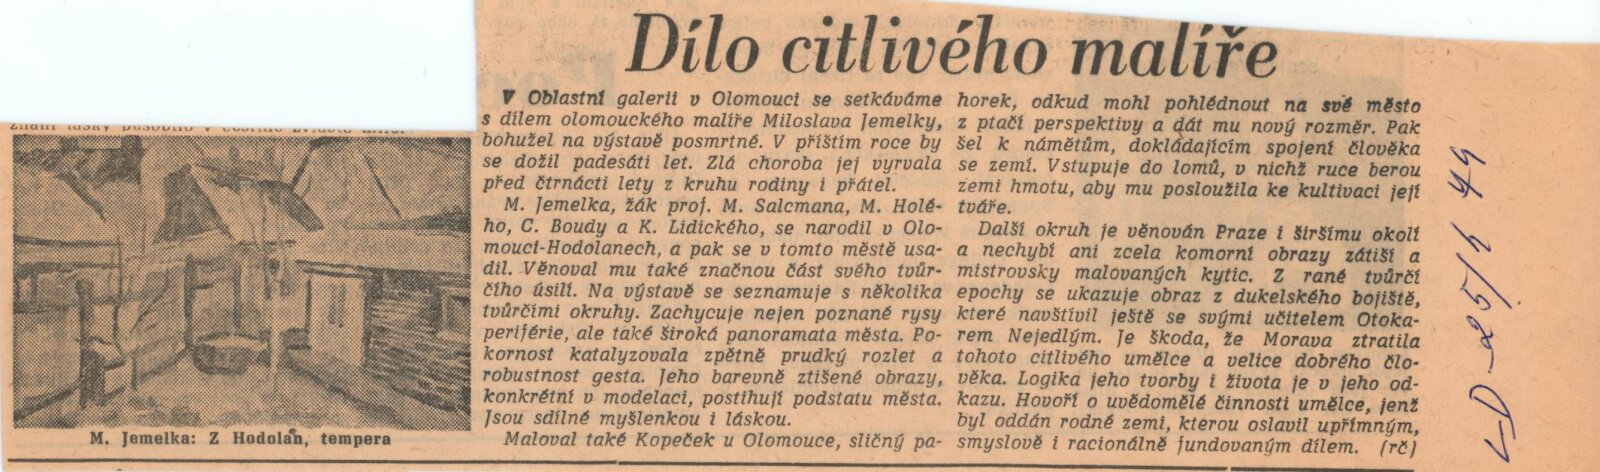 Dílo citlivého malíře
V Oblastní galerii v Olomouci se setkáváme
s dílem olomouckého malíře Miloslava Jemelky,
bohužel na výstavě posmrtné. V příštím roce by
se dožil padesáti let. Zlá choroba jej vyrvala
před čtrnácti lety z kruhu rodiny i přátel.
M. Jemelka, žák prof. M. Salcmana, M. Holé-
ho, C. Boudy a K. Lidického, se narodil v Olo-
mouci-Hodolanech, a pak se v tomto městě usa-
dil. Věnoval mu také značnou část svého tvůr-
čího úsilí. Na výstavě se seznamuje s několika
tvůrčími okruhy. Zachycuje nejen poznané rysy
periférie, ale také široká panoramata města. Po-
kornost katalyzovala zpětně prudký rozlet a
robustnost gesta. Jeho barevně ztišené obrazy,
konkrétní v modelaci, postihují podstatu města.
Jsou sdílné myšlenkou i láskou.
Maloval také Kopeček u Olomouce, sličný pa-
horek, odkud mohl pohlédnout na své město
z ptačí perspektivy a dát mu nový rozměr. Pak
šel k námětům, dokládajícím spojení člověka
se zemí. Vstupuje do lomů, v nichž ruce berou
zemi hmotu, aby mu posloužila ke kultivaci její
tváře.
Další okruh je věnován Praze i širšímu okolí
a nechybí ani zcela komorní obrazy zátiší a
mistrovsky malovaných kytic. Z rané tvůrčí
epochy se ukazuje obraz z dukelského bojiště,
které navštívil ještě se svými učitelem Otoka-
rem Nejedlým. Je škoda, že Morava ztratila
tohoto citlivého umělce a velice dobrého člo-
věka. Logika jeho tvorby i života je v jeho od-
kazu. Hovoří o uvědomělé činnosti umělce, jenž
byl oddán rodné zemi, kterou oslavil upřímným,
smyslově i racionálně fundovaným dílem. (rč)
M. Jemelka: Z Hodolan, tempera
LD 25/